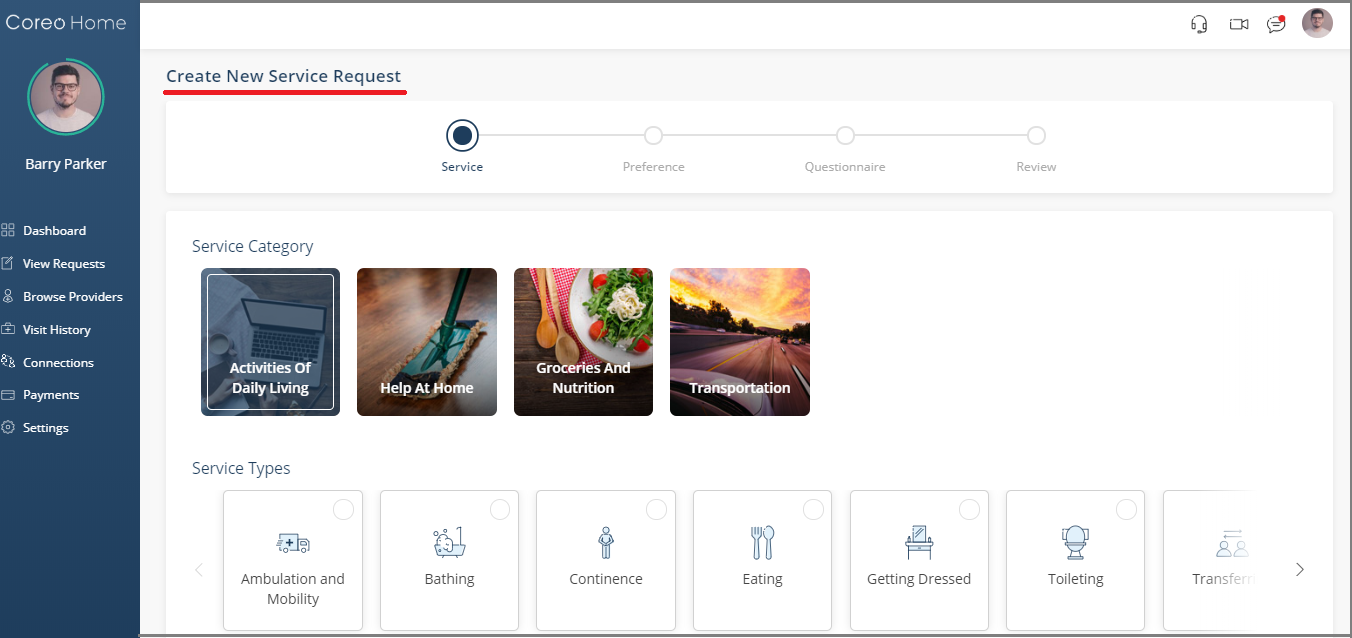 Coreo Home
Barry Parker
Dashboard
View Requests
Browse Providers
Visit History
Connections
Payments
Settings
Create New Service Request
Service
Preference
Questionnaire
Review
Service Category
Activities Of
Daily Living
Help At Home
Groceries And
Nutrition
Transportation
Service Types
Ambulation and
Mobility
Bathing
Continence
Eating
Getting Dressed
Toileting
Transferr